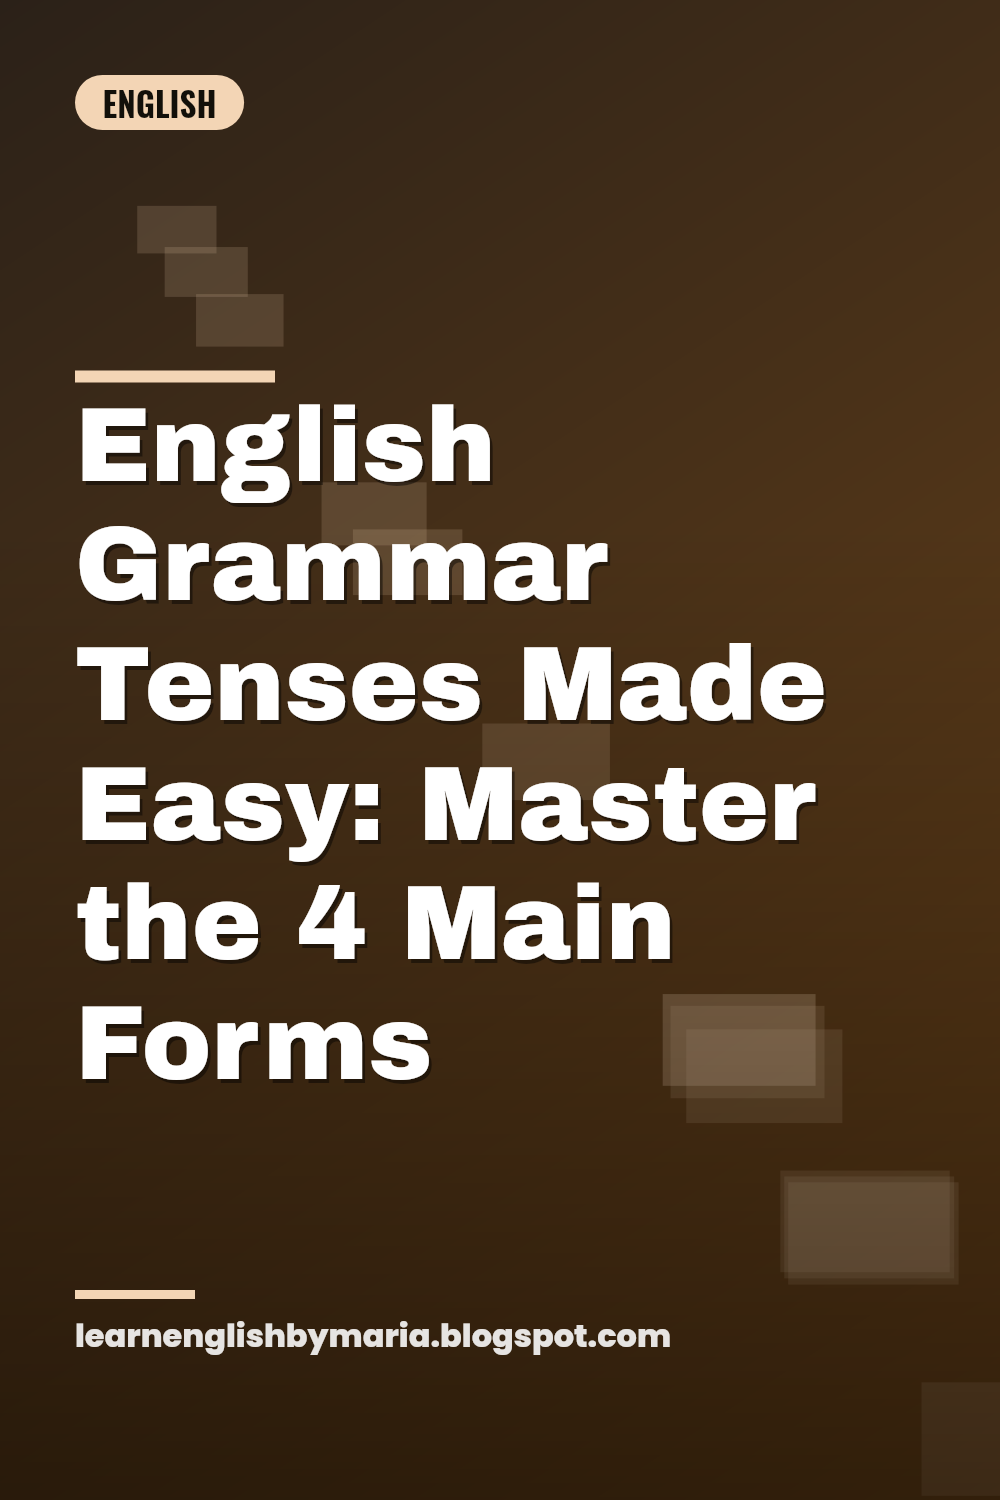 ENGLISH
English
Grammar
Tenses Made
Easy: Master
the 4 Main
Forms
learnenglishbymaria.blogspot.com